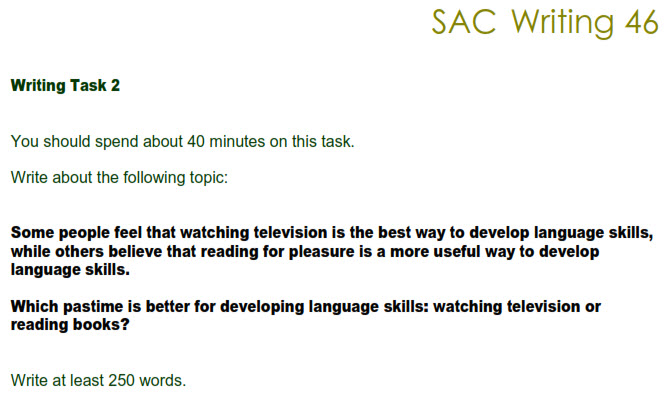 SAC Writing 46
Writing Task 2
You should spend about 40 minutes on this task.
Write about the following topic:
Some people feel that watching television is the best way to develop language skills,
while others believe that reading for pleasure is a more useful way to develop
language skills.
Which pastime is better for developing language skills: watching television or
reading books?
Write at least 250 words.